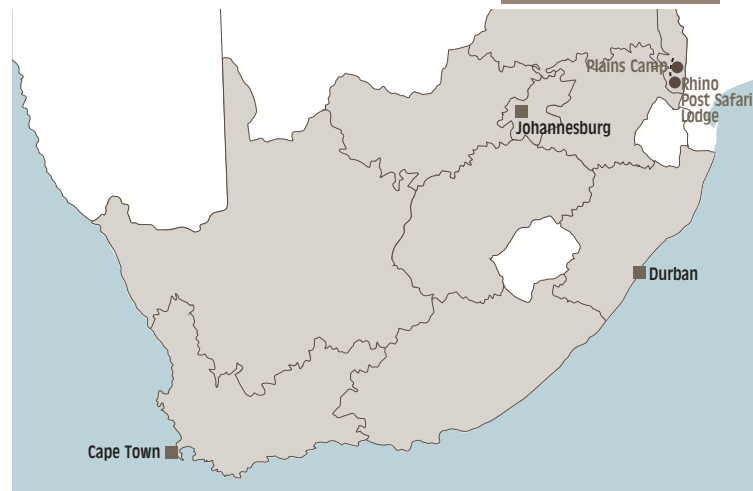 Plains Camp
Rhino
Post Safari
Lodge
Johannesburg
Durban
Cape Town